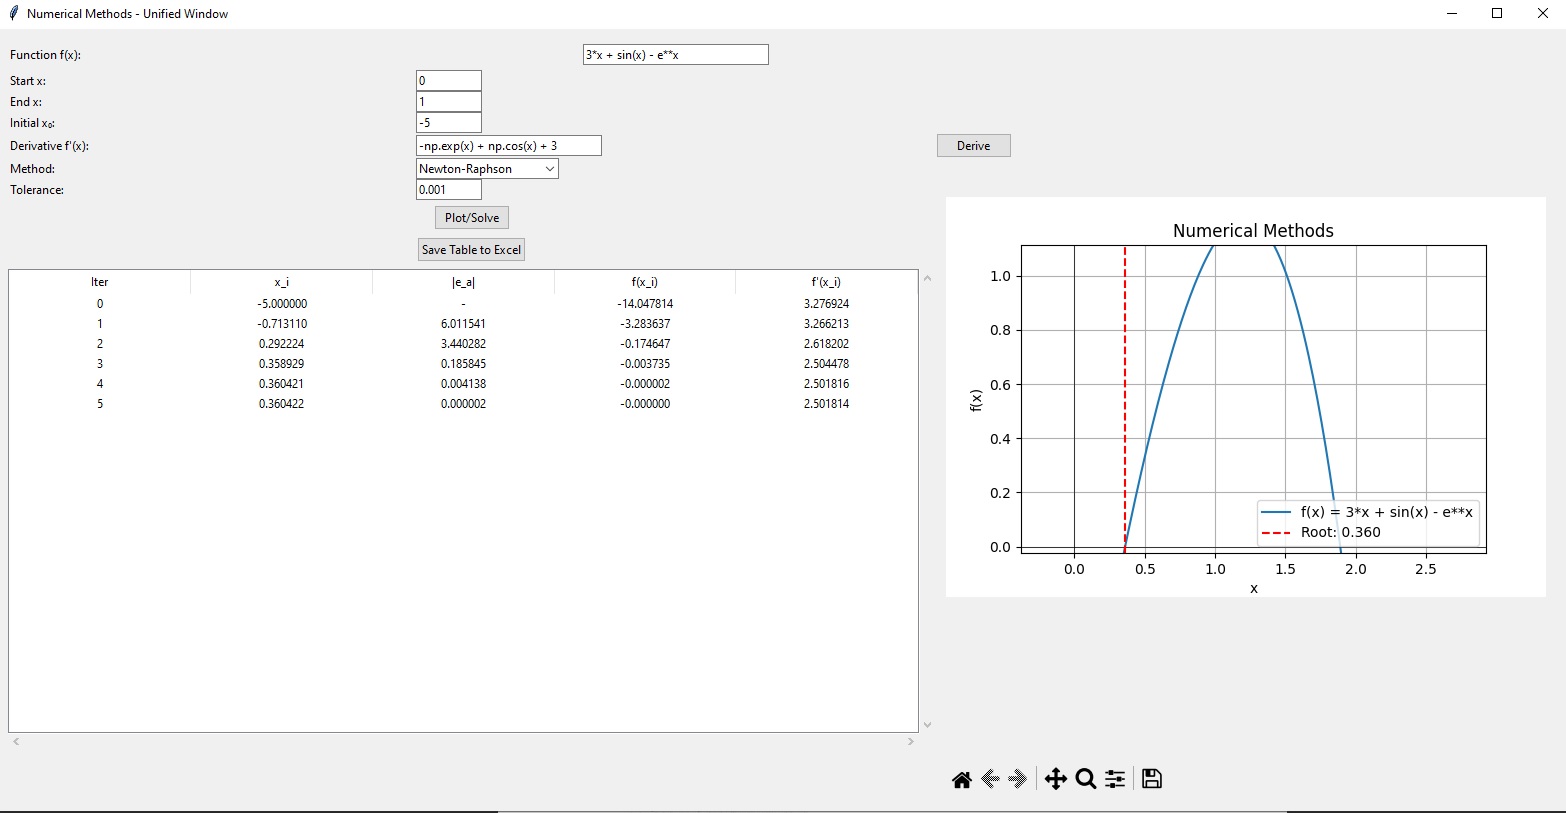 Numerical Methods - Unified Window
Function f(x): 3*x + sin(x) - e**x
Start x: 0
End x: 1
Initial x₀: -5
Derivative f'(x): -np.exp(x) + np.cos(x) + 3 Derive
Method: Newton-Raphson
Tolerance: 0.001
Plot/Solve
Save Table to Excel
Iter x_i |e_a| f(x_i) f'(x_i)
0 -5.000000 - -14.047814 3.276924
1 -0.713110 6.011541 -3.283637 3.266213
2 0.292224 3.440282 -0.174647 2.618202
3 0.358929 0.185845 -0.003735 2.504478
4 0.360421 0.004138 -0.000002 2.501816
5 0.360422 0.000002 -0.000000 2.501814
Numerical Methods
1.0
0.8
0.6
f(x)
0.4
0.2
0.0
f(x) = 3*x + sin(x) - e**x
Root: 0.360
0.0 0.5 1.0 1.5 2.0 2.5
x